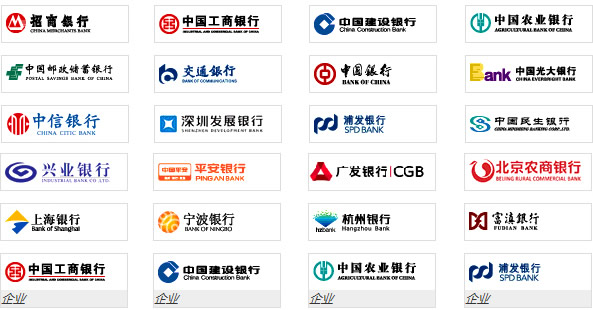 招商银行
CHINA MERCHANTS BANK
中国工商银行
INDUSTRIAL AND COMMERCIAL BANK OF CHINA
中国建设银行
China Construction Bank
中国农业银行
AGRICULTURAL BANK OF CHINA
中国邮政储蓄银行
POSTAL SAVINGS BANK OF CHINA
交通银行
BANK OF COMMUNICATIONS
中国银行
BANK OF CHINA
Bank
中国光大银行
CHINA EVERBRIGHT BANK
中信银行
CHINA CITIC BANK
深圳发展银行
SHENZHEN DEVELOPMENT BANK
浦发银行
SPD BANK
中国民生银行
CHINA MINSHENG BANKING CORP.,LTD.
兴业银行
INDUSTRIAL BANK CO.,LTD.
中国平安
平安银行
PING AN BANK
广发银行|CGB
北京农商银行
BEIJING RURAL COMMERCIAL BANK
上海银行
Bank of Shanghai
宁波银行
BANK OF NINGBO
hzbank
杭州银行
Hangzhou Bank
富滇银行
FUDIAN BANK
中国工商银行
INDUSTRIAL AND COMMERCIAL BANK OF CHINA
企业
中国建设银行
China Construction Bank
企业
中国农业银行
AGRICULTURAL BANK OF CHINA
企业
浦发银行
SPD BANK
企业